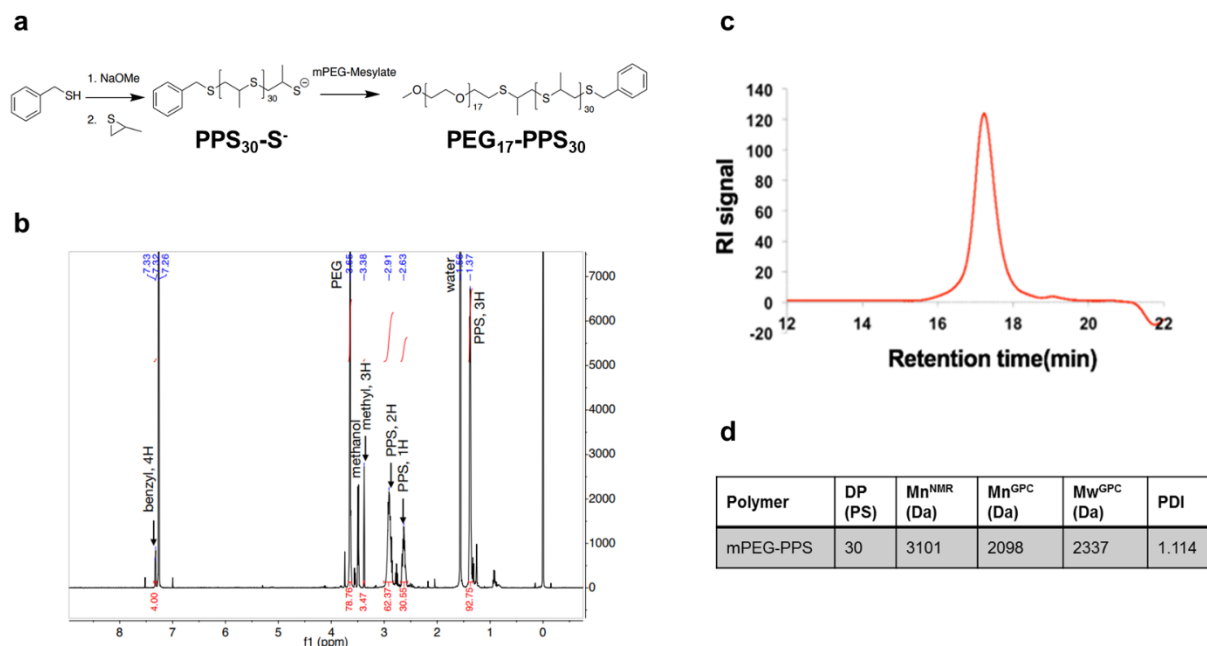 a
1. NaOMe
2.
SH
S
S
S
S⊖
30
mPEG-Mesylate
O
O
17
S
S
S
30
PPS30-S-
PEG17-PPS30
b
7.33
7.32
7.26
3.65
3.38
2.91
2.63
1.56
1.37
PEG
water
PPS, 3H
methanol
methyl, 3H
PPS, 2H
PPS, 1H
benzyl, 4H
7000
6000
5000
4000
3000
2000
1000
0
4.00
78.76
3.47
62.37
30.55
92.75
8 7 6 5 4 3 2 1 0
f1 (ppm)
c
140
120
100
80
60
40
20
0
-20
RI signal
12 14 16 18 20 22
Retention time(min)
d
Polymer DP (PS) Mn^NMR (Da) Mn^GPC (Da) Mw^GPC (Da) PDI
mPEG-PPS 30 3101 2098 2337 1.114